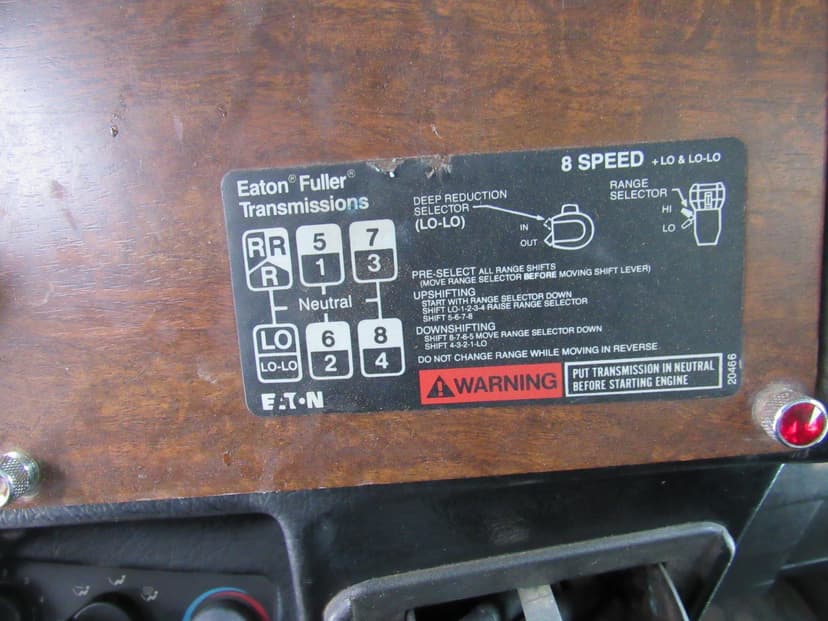 8 SPEED + LO & LO-LO
Eaton® Fuller®
Transmissions
R R
R
5
1
7
3
Neutral
LO
LO-LO
6
2
8
4
EATON
DEEP REDUCTION
SELECTOR
(LO-LO)
IN
OUT
RANGE
SELECTOR
HI
LO
PRE-SELECT ALL RANGE SHIFTS
(MOVE RANGE SELECTOR BEFORE MOVING SHIFT LEVER)
UPSHIFTING
START WITH RANGE SELECTOR DOWN
SHIFT LO-1-2-3-4 RAISE RANGE SELECTOR
SHIFT 5-6-7-8
DOWNSHIFTING
SHIFT 8-7-6-5 MOVE RANGE SELECTOR DOWN
SHIFT 4-3-2-1-LO
DO NOT CHANGE RANGE WHILE MOVING IN REVERSE
WARNING
PUT TRANSMISSION IN NEUTRAL
BEFORE STARTING ENGINE
20466